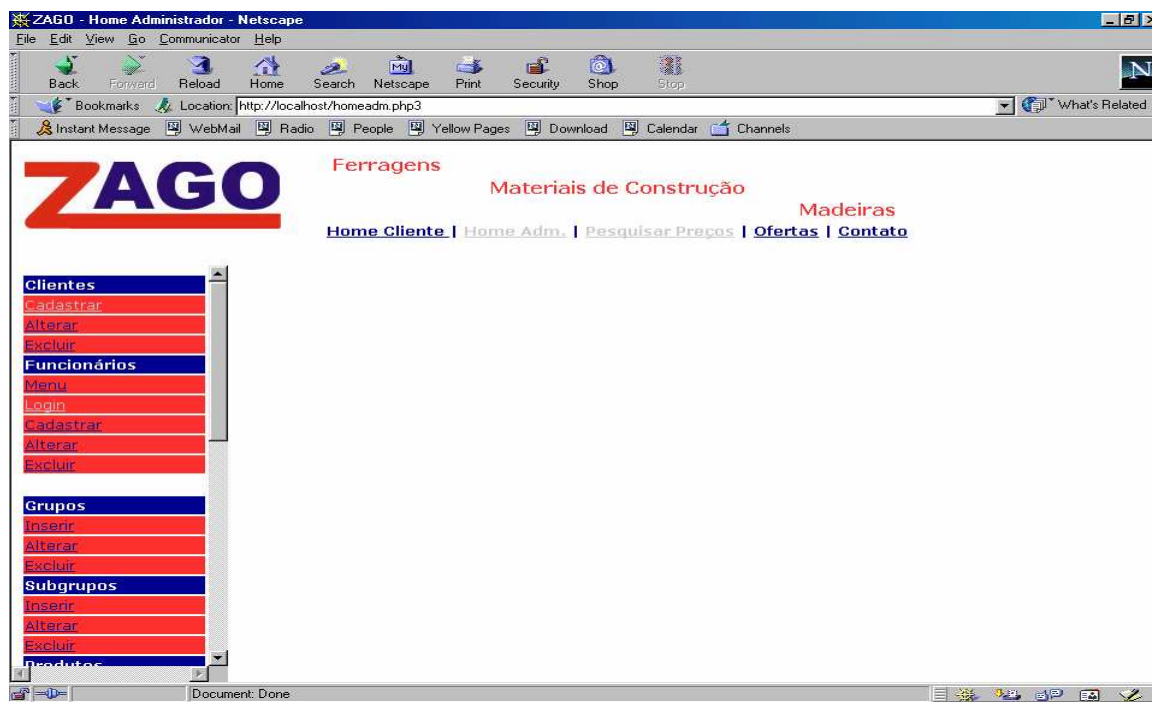 ZAGO - Home Administrador - Netscape
File Edit View Go Communicator Help
My
N
Back Forward Reload Home Search Netscape Print Security Shop Stop
Bookmarks Location: http://localhost/homeadm.php3 What's Related
Instant Message WebMail Radio People Yellow Pages Download Calendar Channels
ZAGO
Ferragens
Materiais de Construção
Madeiras
Home Cliente | Home Adm. | Pesquisar Preços | Ofertas | Contato
Clientes
Cadastrar
Alterar
Excluir
Funcionários
Menu
Login
Cadastrar
Alterar
Excluir
Grupos
Inserir
Alterar
Excluir
Subgrupos
Inserir
Alterar
Excluir
Produtos
Document: Done